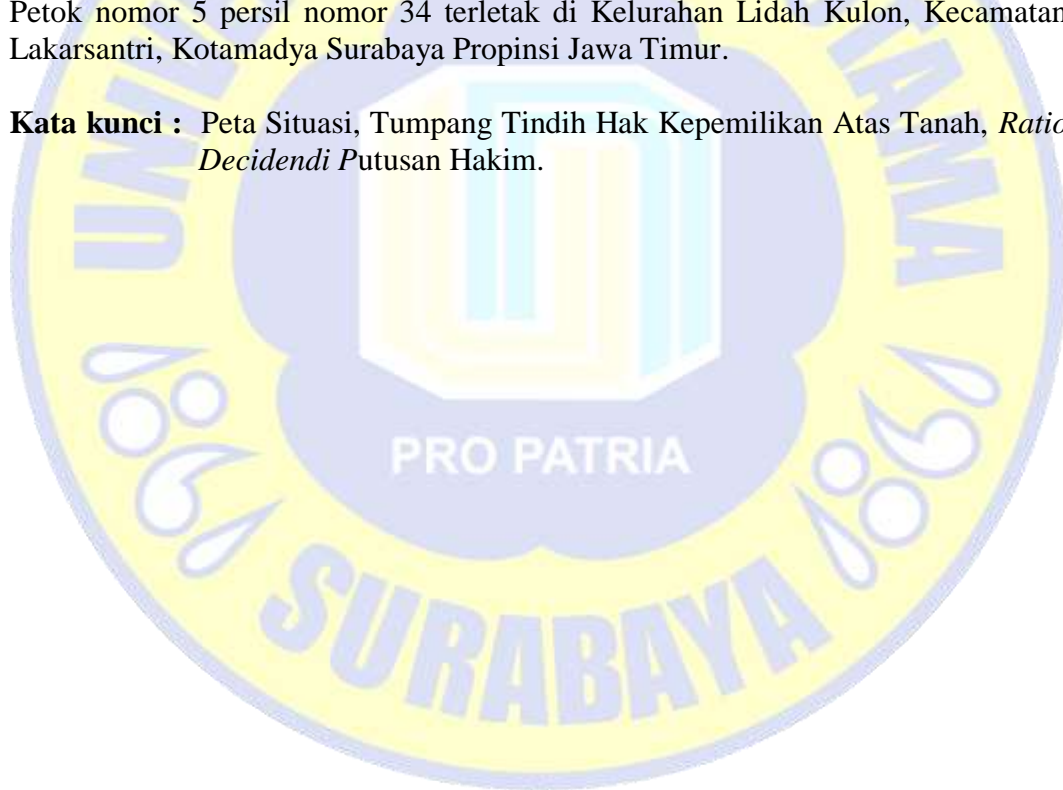 Petok nomor 5 persil nomor 34 terletak di Kelurahan Lidah Kulon, Kecamatan
Lakarsantri, Kotamadya Surabaya Propinsi Jawa Timur.
Kata kunci : Peta Situasi, Tumpang Tindih Hak Kepemilikan Atas Tanah, Ratio
Decidendi Putusan Hakim.
PRO PATRIA
SURABAYA